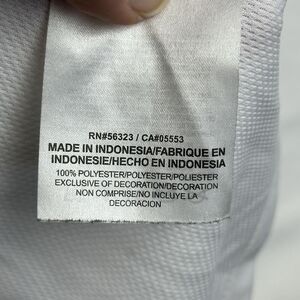 RN#56323 / CA#05553
MADE IN INDONESIA/FABRIQUE EN
INDONESIE/HECHO EN INDONESIA
100% POLYESTER/POLYESTER/POLIESTER
EXCLUSIVE OF DECORATION/DECORATION
NON COMPRISE/NO INCLUYE LA
DECORACION